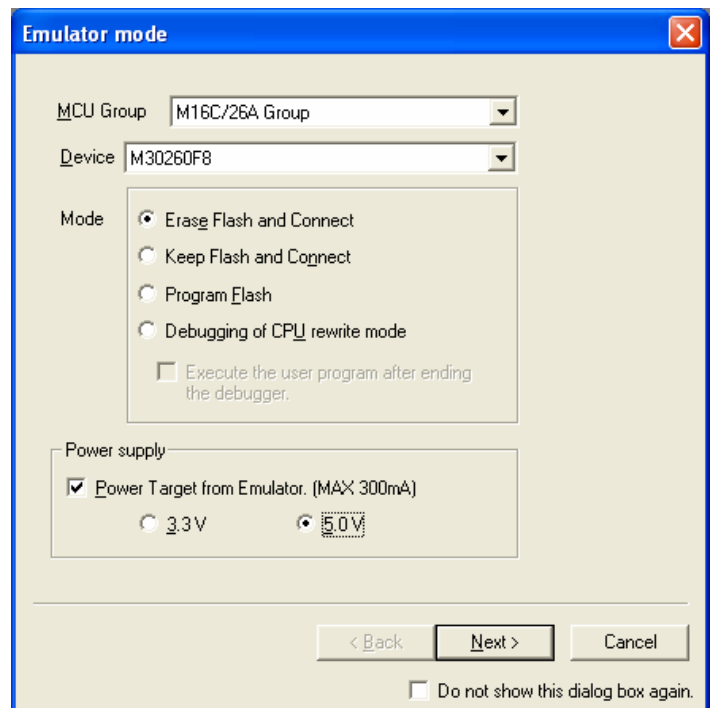 Emulator mode
MCU Group M16C/26A Group
Device M30260F8
Mode
Erase Flash and Connect
Keep Flash and Connect
Program Flash
Debugging of CPU rewrite mode
Execute the user program after ending
the debugger.
Power supply
Power Target from Emulator. (MAX 300mA)
3.3 V 5.0 V
< Back Next > Cancel
Do not show this dialog box again.